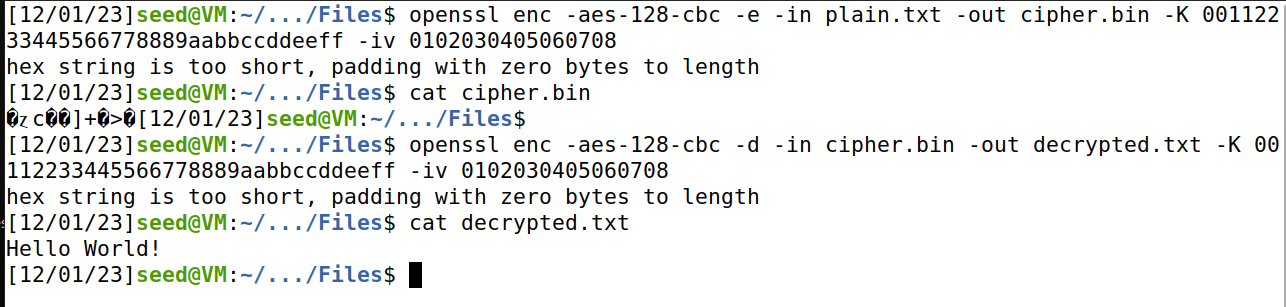 [12/01/23]seed@VM:~/.../Files$ openssl enc -aes-128-cbc -e -in plain.txt -out cipher.bin -K 001122
33445566778889aabbccddeeff -iv 0102030405060708
hex string is too short, padding with zero bytes to length
[12/01/23]seed@VM:~/.../Files$ cat cipher.bin
�z c��]+�>�[12/01/23]seed@VM:~/.../Files$
[12/01/23]seed@VM:~/.../Files$ openssl enc -aes-128-cbc -d -in cipher.bin -out decrypted.txt -K 00
112233445566778889aabbccddeeff -iv 0102030405060708
hex string is too short, padding with zero bytes to length
[12/01/23]seed@VM:~/.../Files$ cat decrypted.txt
Hello World!
[12/01/23]seed@VM:~/.../Files$